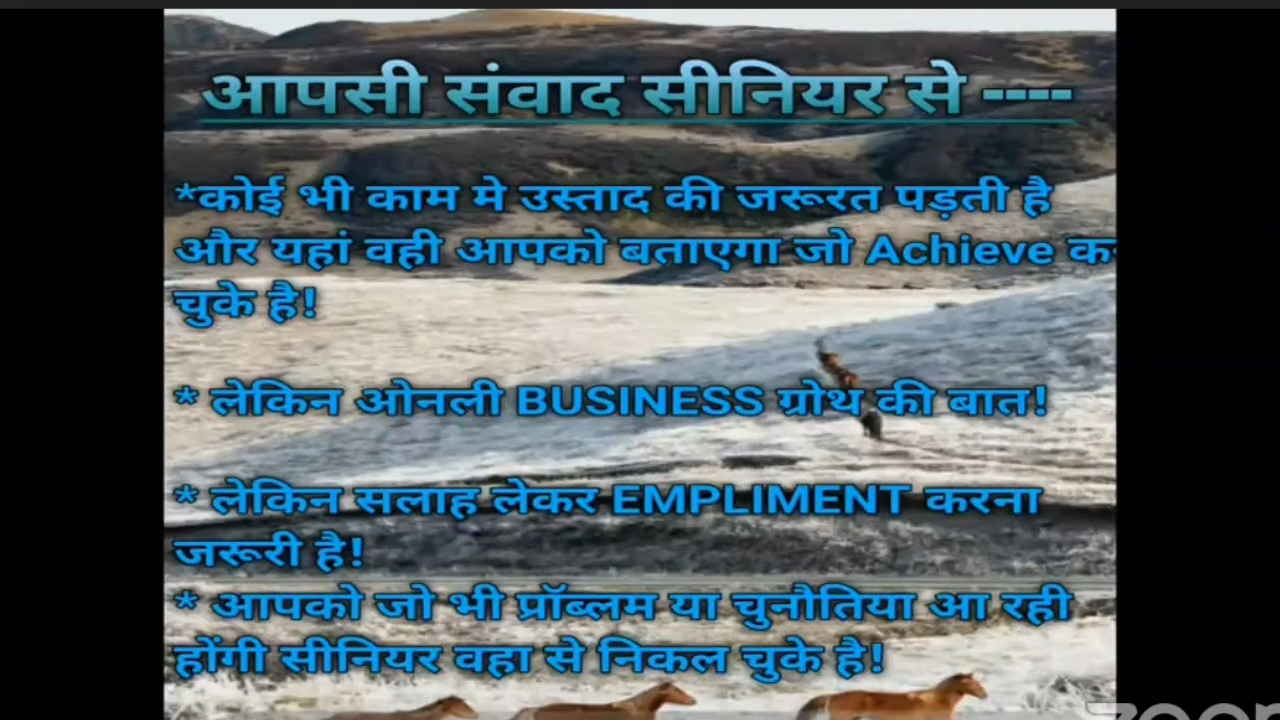 आपसी संवाद सीनियर से ----
*कोई भी काम मे उस्ताद की जरूरत पड़ती है
और यहां वही आपको बताएगा जो Achieve
चुके है!
* लेकिन ओनली BUSINESS ग्रोथ की बात!
* लेकिन सलाह लेकर EMPLIMENT करना
जरूरी है!
* आपको जो भी प्रॉब्लम या चुनौतिया आ रही
होंगी सीनियर वहा से निकल चुके है!
zoom